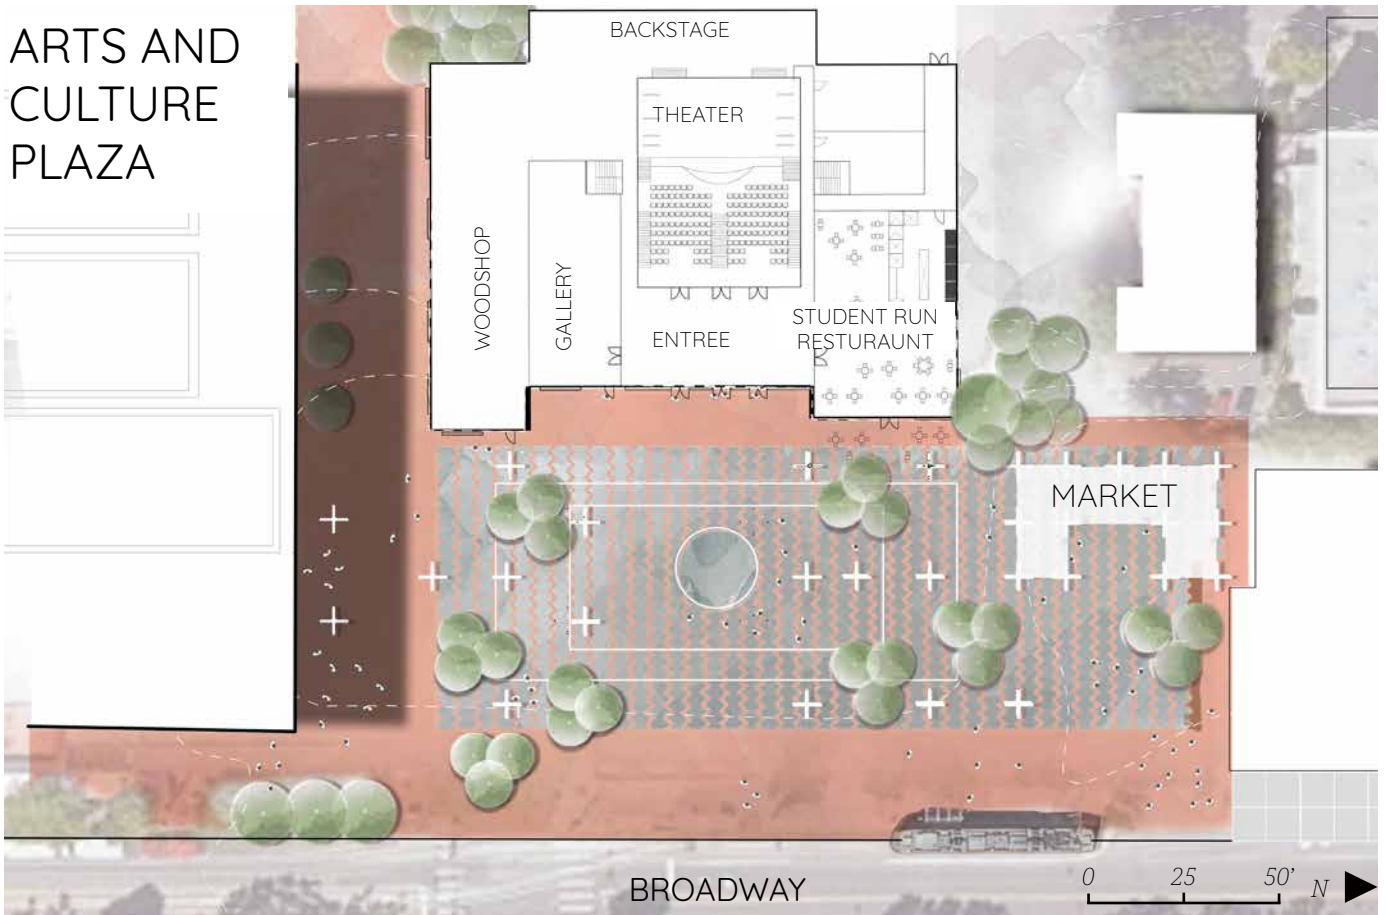 ARTS AND
CULTURE
PLAZA
BACKSTAGE
THEATER
WOODSHOP
GALLERY
ENTREE
STUDENT RUN
RESTURAUNT
MARKET
BROADWAY
0 25 50' N